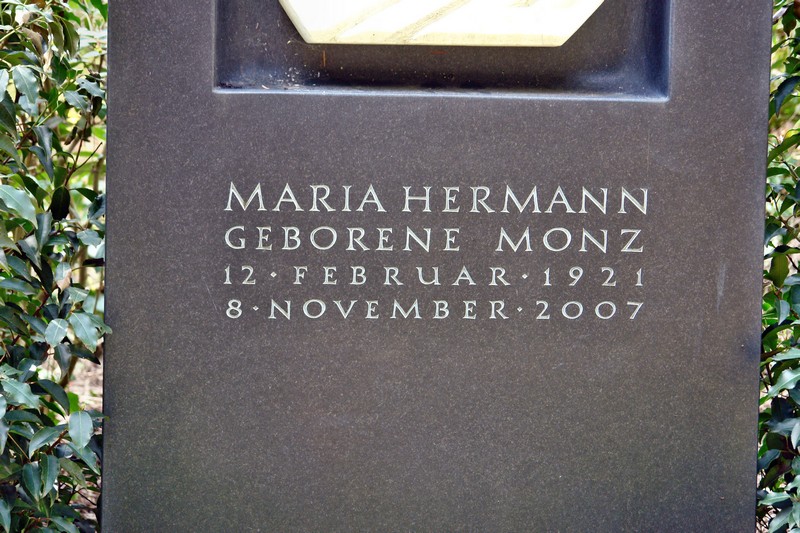 MARIA HERMANN
GEBORENE MONZ
12 · FEBRUAR · 1921
8 · NOVEMBER · 2007